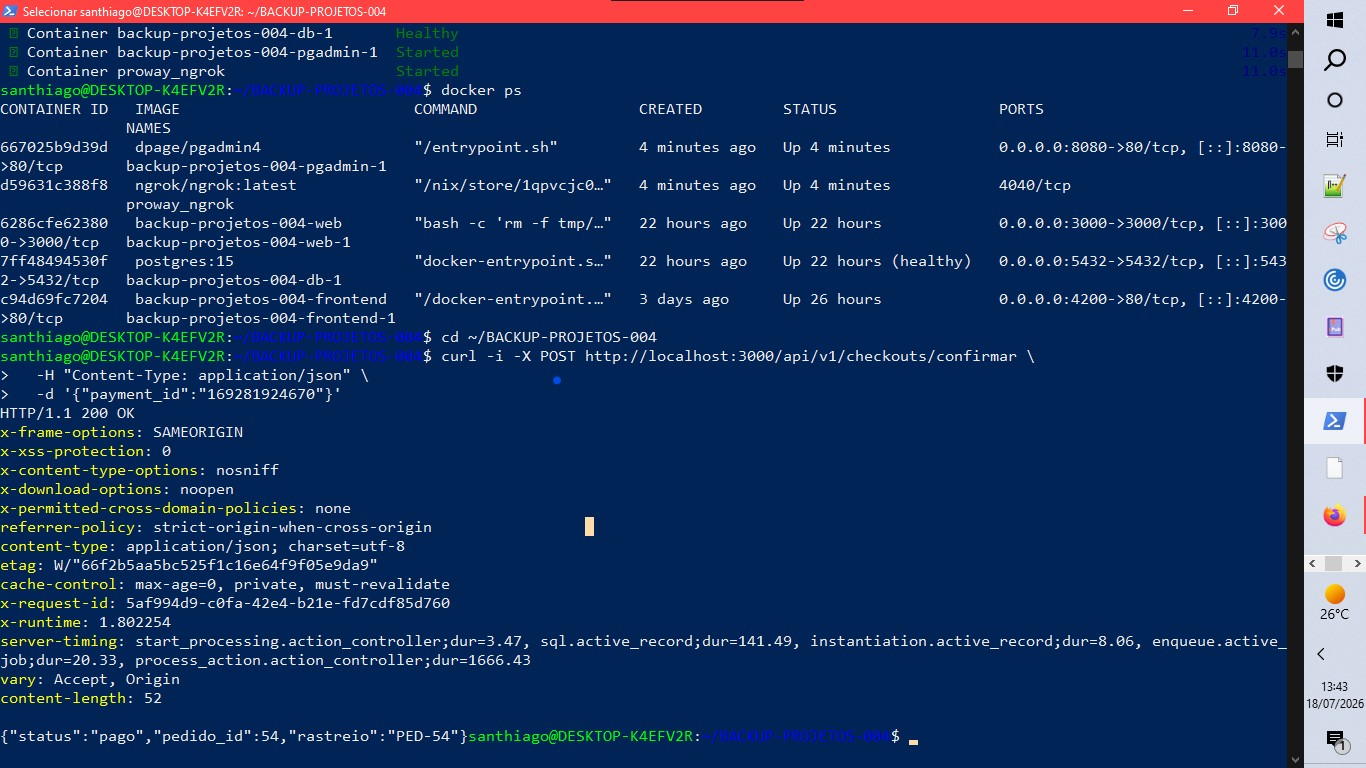 Selecionar santhiago@DESKTOP-K4EFV2R: ~/BACKUP-PROJETOS-004
Container backup-projetos-004-db-1 Healthy 7.9s
Container backup-projetos-004-pgadmin-1 Started 11.0s
Container proway_ngrok Started 11.0s
santhiago@DESKTOP-K4EFV2R:~/BACKUP-PROJETOS-004$ docker ps
CONTAINER ID IMAGE COMMAND CREATED STATUS PORTS
NAMES
667025b9d39d dpage/pgadmin4 "/entrypoint.sh" 4 minutes ago Up 4 minutes 0.0.0.0:8080->80/tcp, [::]:8080-
>80/tcp backup-projetos-004-pgadmin-1
d59631c388f8 ngrok/ngrok:latest "/nix/store/1qpvcjc0…" 4 minutes ago Up 4 minutes 4040/tcp
proway_ngrok
6286cfe62380 backup-projetos-004-web "bash -c 'rm -f tmp/…" 22 hours ago Up 22 hours 0.0.0.0:3000->3000/tcp, [::]:300
0->3000/tcp backup-projetos-004-web-1
7ff48494530f postgres:15 "docker-entrypoint.s…" 22 hours ago Up 22 hours (healthy) 0.0.0.0:5432->5432/tcp, [::]:543
2->5432/tcp backup-projetos-004-db-1
c94d69fc7204 backup-projetos-004-frontend "/docker-entrypoint.…" 3 days ago Up 26 hours 0.0.0.0:4200->80/tcp, [::]:4200-
>80/tcp backup-projetos-004-frontend-1
santhiago@DESKTOP-K4EFV2R:~/BACKUP-PROJETOS-004$ cd ~/BACKUP-PROJETOS-004
santhiago@DESKTOP-K4EFV2R:~/BACKUP-PROJETOS-004$ curl -i -X POST http://localhost:3000/api/v1/checkouts/confirmar \
> -H "Content-Type: application/json" \
> -d '{"payment_id":"169281924670"}'
HTTP/1.1 200 OK
x-frame-options: SAMEORIGIN
x-xss-protection: 0
x-content-type-options: nosniff
x-download-options: noopen
x-permitted-cross-domain-policies: none
referrer-policy: strict-origin-when-cross-origin
content-type: application/json; charset=utf-8
etag: W/"66f2b5aa5bc525f1c16e64f9f05e9da9"
cache-control: max-age=0, private, must-revalidate
x-request-id: 5af994d9-c0fa-42e4-b21e-fd7cdf85d760
x-runtime: 1.802254
server-timing: start_processing.action_controller;dur=3.47, sql.active_record;dur=141.49, instantiation.active_record;dur=8.06, enqueue.active_
job;dur=20.33, process_action.action_controller;dur=1666.43
vary: Accept, Origin
content-length: 52
{"status":"pago","pedido_id":54,"rastreio":"PED-54"}santhiago@DESKTOP-K4EFV2R:~/BACKUP-PROJETOS-004$
26°C
13:43
18/07/2026
1